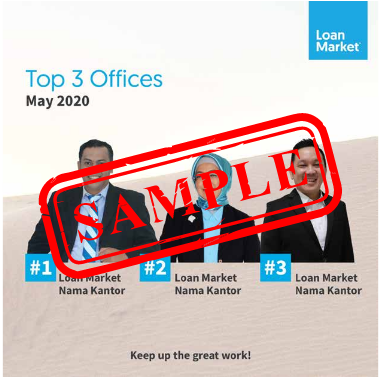 Loan
Market
Top 3 Offices
May 2020
SAMPLE
#1
Loan Market
Nama Kantor
#2
Loan Market
Nama Kantor
#3
Loan Market
Nama Kantor
Keep up the great work!